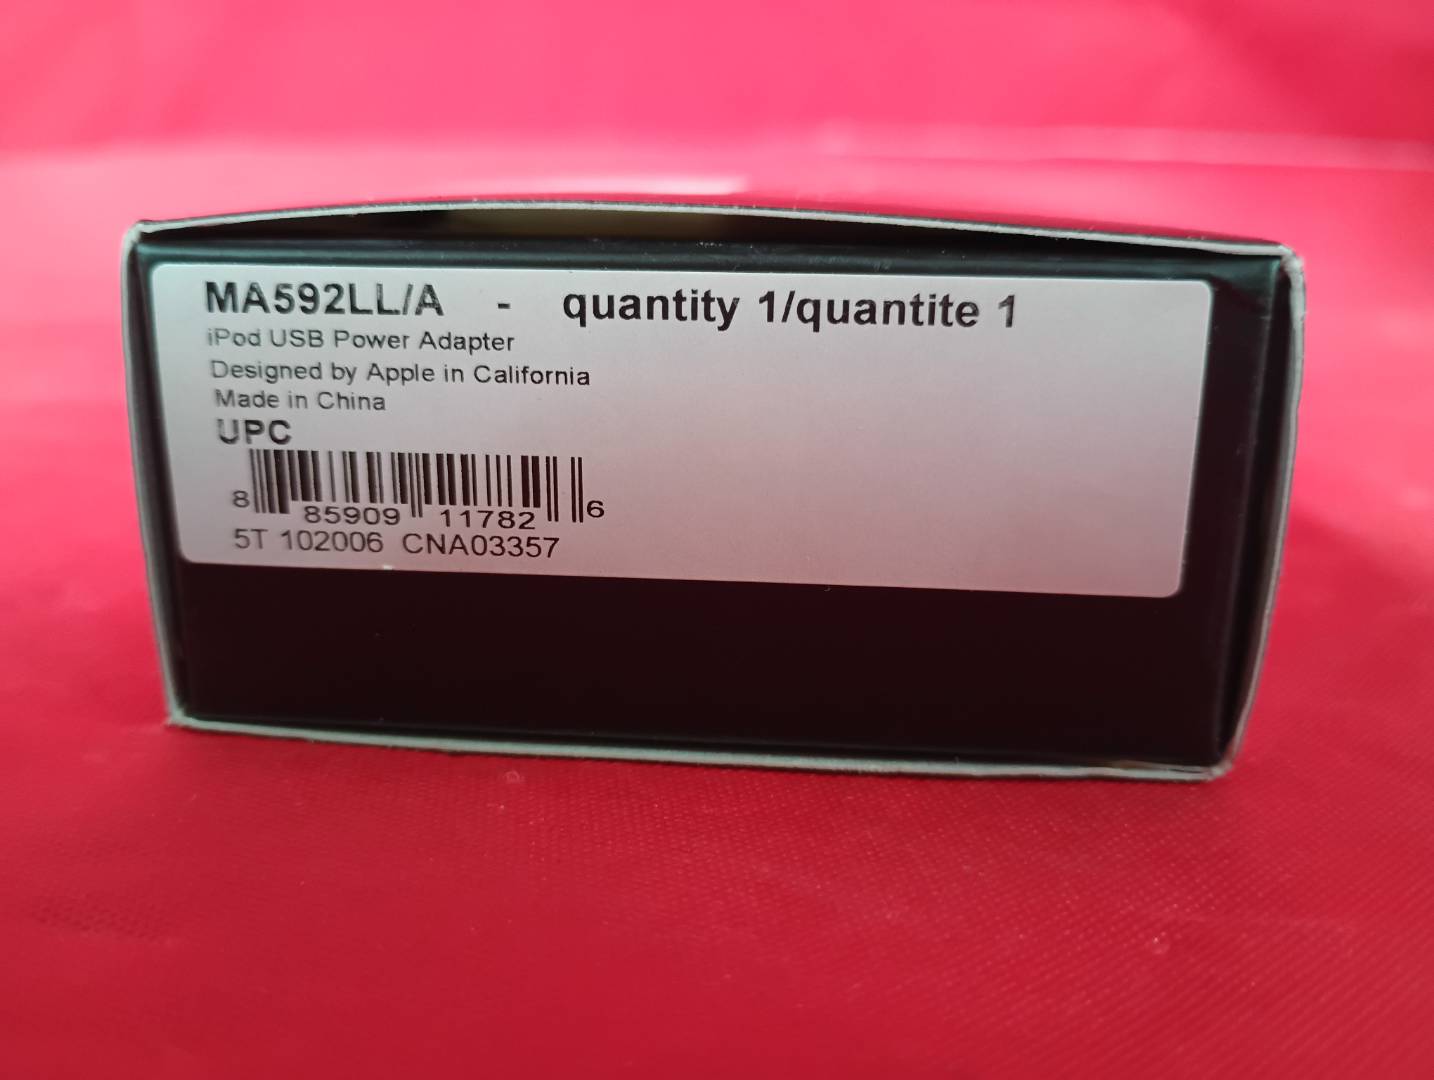 MA592LL/A - quantity 1/quantite 1
iPod USB Power Adapter
Designed by Apple in California
Made in China
UPC
8 85909 11782 6
5T 102006 CNA03357